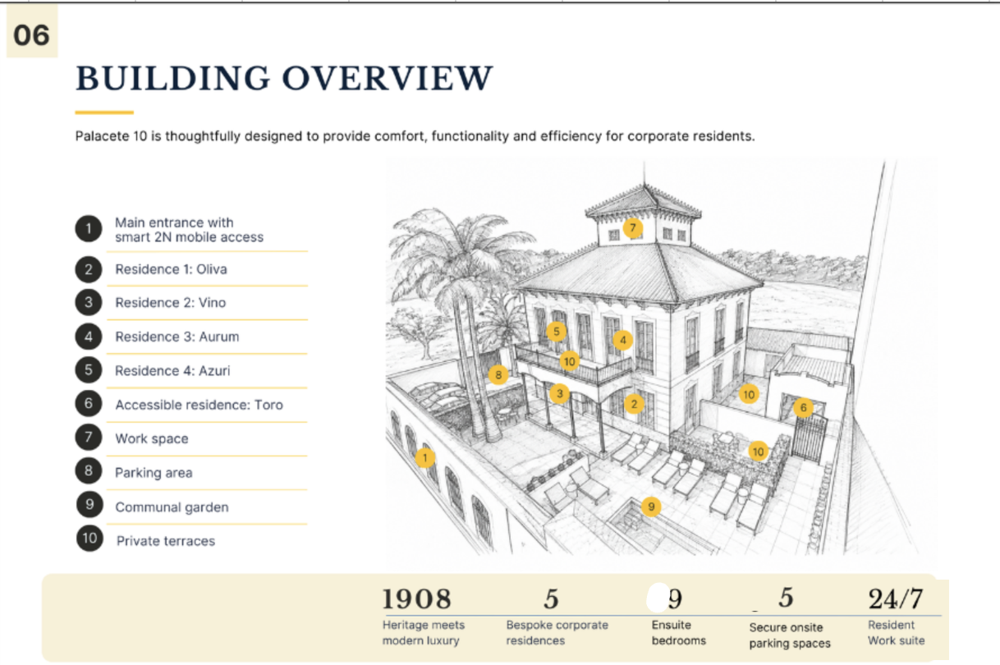 06
BUILDING OVERVIEW
Palacete 10 is thoughtfully designed to provide comfort, functionality and efficiency for corporate residents.
1 Main entrance with
smart 2N mobile access
2 Residence 1: Oliva
3 Residence 2: Vino
4 Residence 3: Aurum
5 Residence 4: Azuri
6 Accessible residence: Toro
7 Work space
8 Parking area
9 Communal garden
10 Private terraces
7
5
4
10
8
3
2
10
6
10
1
9
1908
Heritage meets
modern luxury
5
Bespoke corporate
residences
9
Ensuite
bedrooms
5
Secure onsite
parking spaces
24/7
Resident
Work suite